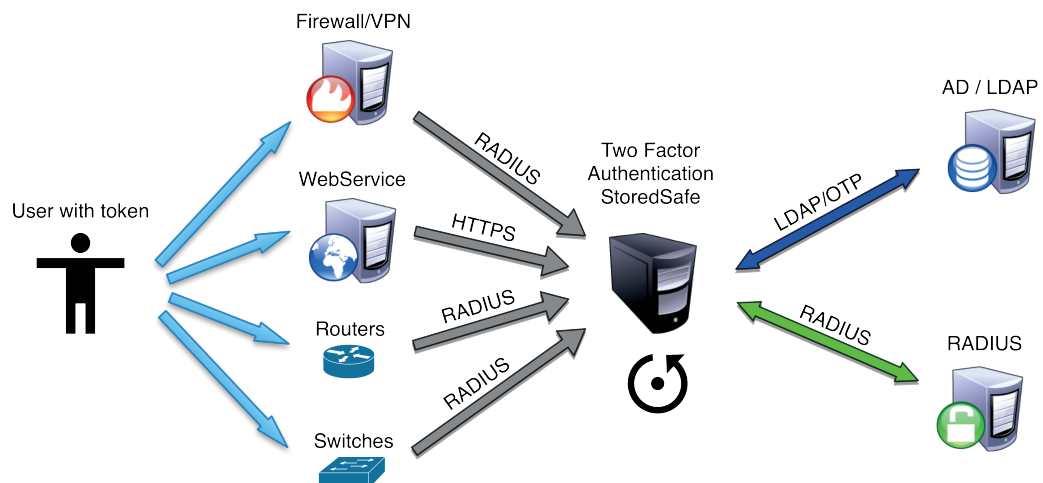 Firewall/VPN
AD / LDAP
RADIUS
Two Factor
Authentication
StoredSafe
WebService
User with token
HTTPS
LDAP/OTP
Routers
RADIUS
RADIUS
RADIUS
RADIUS
Switches